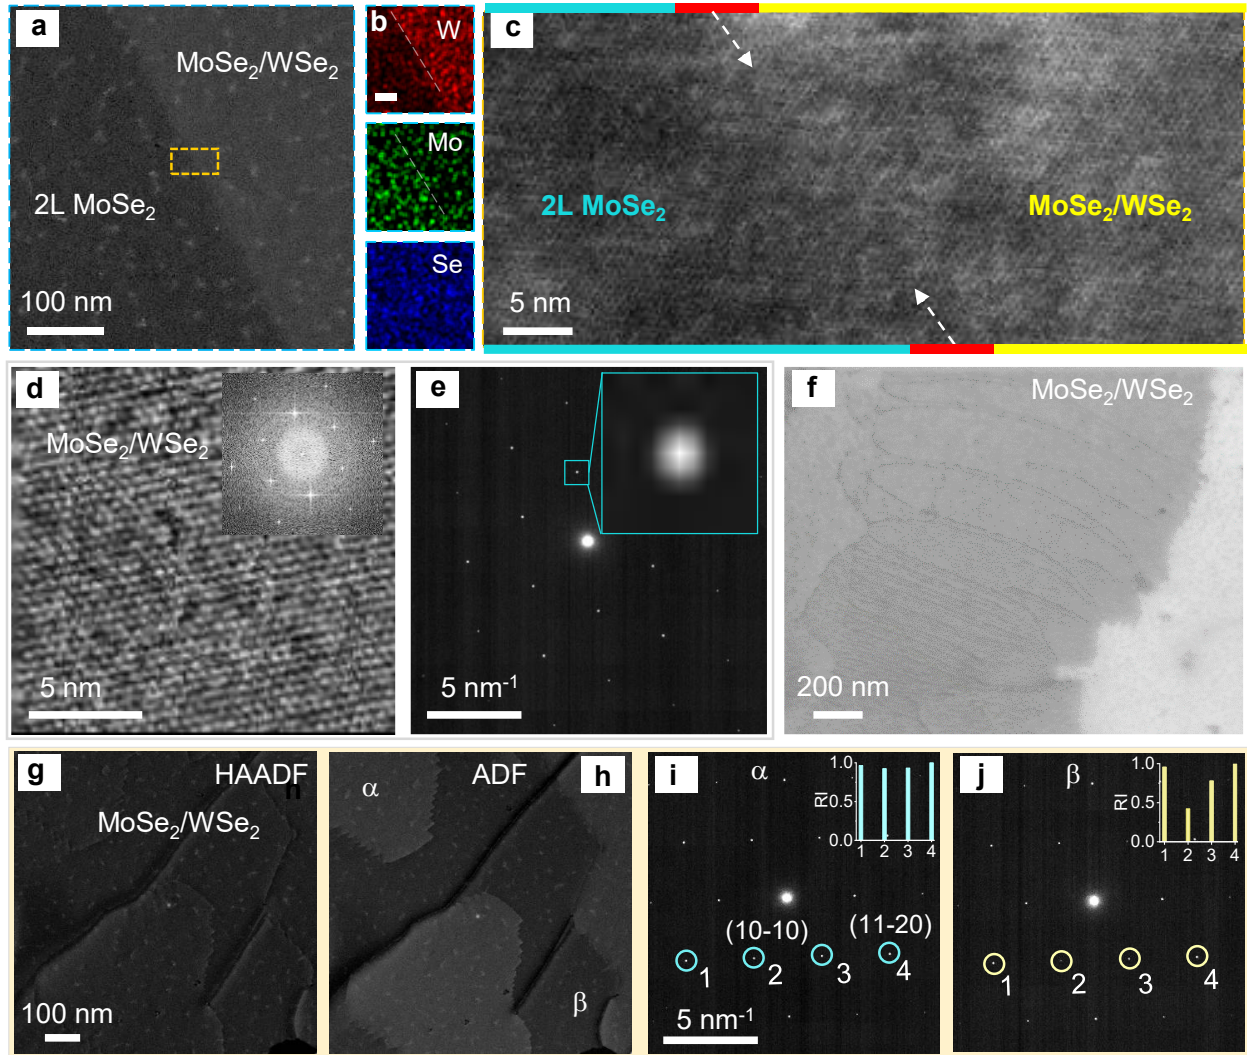 a
MoSe₂/WSe₂
2L MoSe₂
100 nm
b
W
Mo
Se
c
2L MoSe₂
MoSe₂/WSe₂
5 nm
d
MoSe₂/WSe₂
5 nm
e
5 nm⁻¹
f
MoSe₂/WSe₂
200 nm
g
HAADF
h
MoSe₂/WSe₂
100 nm
α
ADF
h
β
i
α
RI
1.0
0.5
0.0
1 2 3 4
(10-10)
(11-20)
1
2
3
4
5 nm⁻¹
j
β
RI
1.0
0.5
0.0
1 2 3 4
1
2
3
4